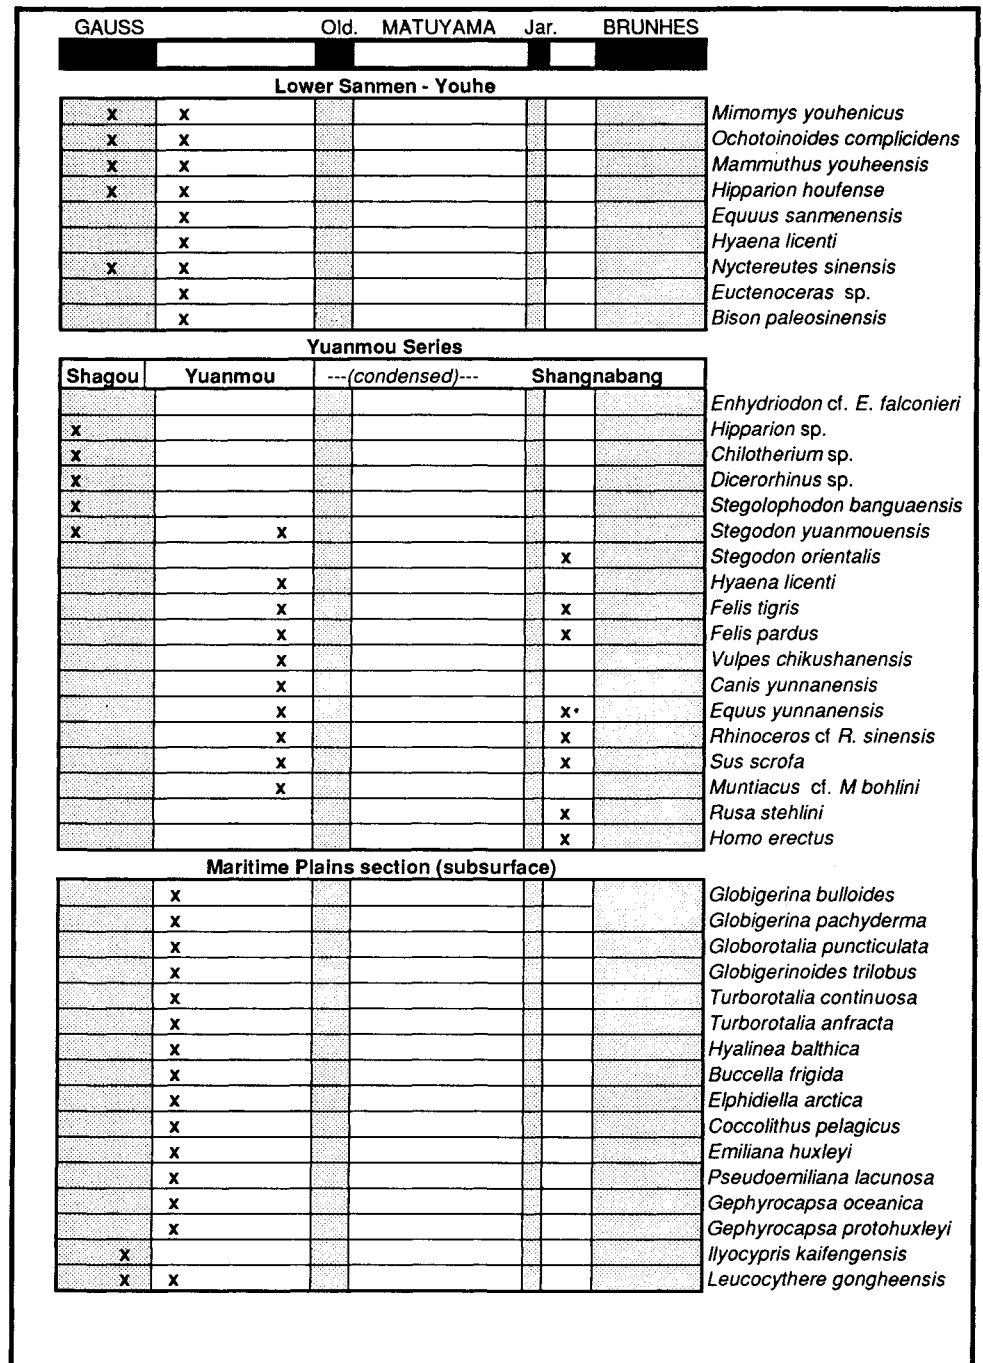 GAUSS Old. MATUYAMA Jar. BRUNHES
Lower Sanmen - Youhe
x x Mimomys youhenicus
x x Ochotoinoides complicidens
x x Mammuthus youheensis
x x Hipparion houfense
x Equuus sanmenensis
x Hyaena licenti
x x Nyctereutes sinensis
x Euctenoceras sp.
x Bison paleosinensis
Yuanmou Series
Shagou Yuanmou ---(condensed)--- Shangnabang
Enhydriodon cf. E. falconieri
x Hipparion sp.
x Chilotherium sp.
x Dicerorhinus sp.
x Stegolophodon banguaensis
x x Stegodon yuanmouensis
x Stegodon orientalis
x Hyaena licenti
x x Felis tigris
x x Felis pardus
x Vulpes chikushanensis
x Canis yunnanensis
x x Equus yunnanensis
x x Rhinoceros cf R. sinensis
x x Sus scrofa
x Muntiacus cf. M bohlini
x Rusa stehlini
x Homo erectus
Maritime Plains section (subsurface)
x Globigerina bulloides
x Globigerina pachyderma
x Globorotalia puncticulata
x Globigerinoides trilobus
x Turborotalia continuosa
x Turborotalia anfracta
x Hyalinea balthica
x Buccella frigida
x Elphidiella arctica
x Coccolithus pelagicus
x Emiliana huxleyi
x Pseudoemiliana lacunosa
x Gephyrocapsa oceanica
x Gephyrocapsa protohuxleyi
x Ilyocypris kaifengensis
x x Leucocythere gongheensis